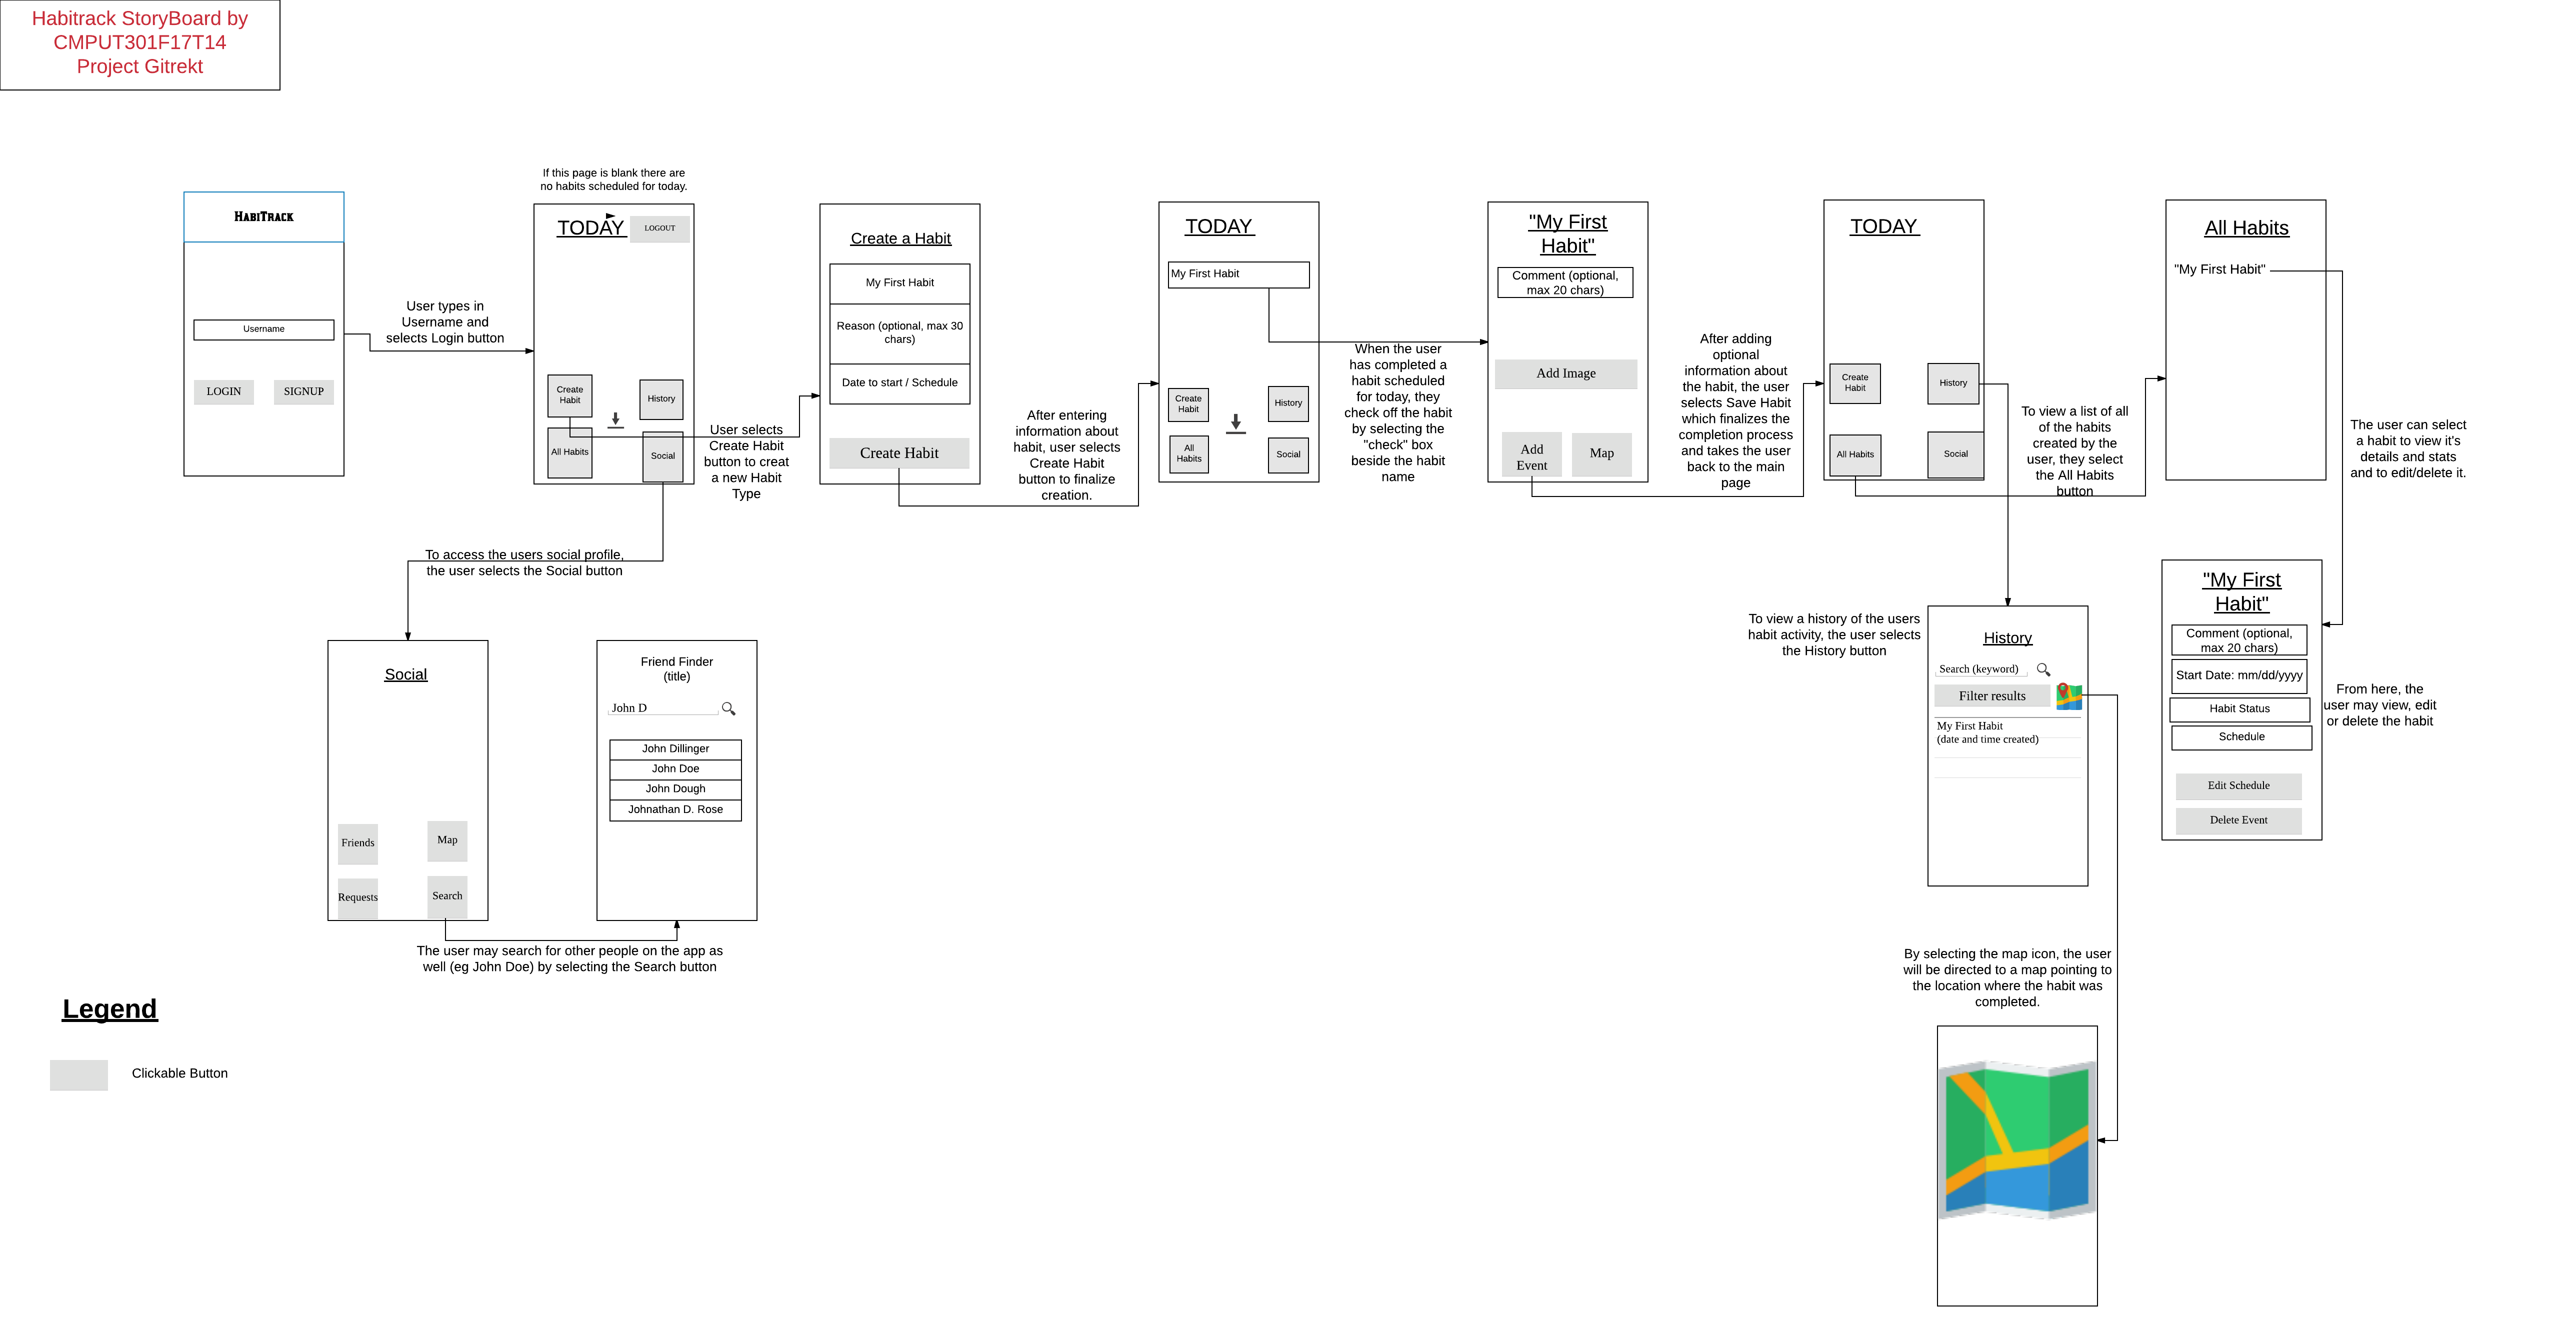 Habitrack StoryBoard by
CMPUT301F17T14
Project Gitrekt
If this page is blank there are
no habits scheduled for today.
HABITRACK
Username
LOGIN
SIGNUP
User types in
Username and
selects Login button
TODAY
LOGOUT
Create
Habit
History
All Habits
Social
User selects
Create Habit
button to creat
a new Habit
Type
Create a Habit
My First Habit
Reason (optional, max 30
chars)
Date to start / Schedule
Create Habit
After entering
information about
habit, user selects
Create Habit
button to finalize
creation.
TODAY
My First Habit
Create
Habit
History
All
Habits
Social
When the user
has completed a
habit scheduled
for today, they
check off the habit
by selecting the
"check" box
beside the habit
name
"My First
Habit"
Comment (optional,
max 20 chars)
Add Image
Add
Event
Map
After adding
optional
information about
the habit, the user
selects Save Habit
which finalizes the
completion process
and takes the user
back to the main
page
TODAY
Create
Habit
History
All Habits
Social
To view a list of all
of the habits
created by the
user, they select
the All Habits
button
All Habits
"My First Habit"
The user can select
a habit to view it's
details and stats
and to edit/delete it.
To access the users social profile,
the user selects the Social button
Social
Friends
Map
Requests
Search
Friend Finder
(title)
John D
John Dillinger
John Doe
John Dough
Johnathan D. Rose
The user may search for other people on the app as
well (eg John Doe) by selecting the Search button
To view a history of the users
habit activity, the user selects
the History button
History
Search (keyword)
Filter results
My First Habit
(date and time created)
"My First
Habit"
Comment (optional,
max 20 chars)
Start Date: mm/dd/yyyy
Habit Status
Schedule
Edit Schedule
Delete Event
From here, the
user may view, edit
or delete the habit
By selecting the map icon, the user
will be directed to a map pointing to
the location where the habit was
completed.
Legend
Clickable Button